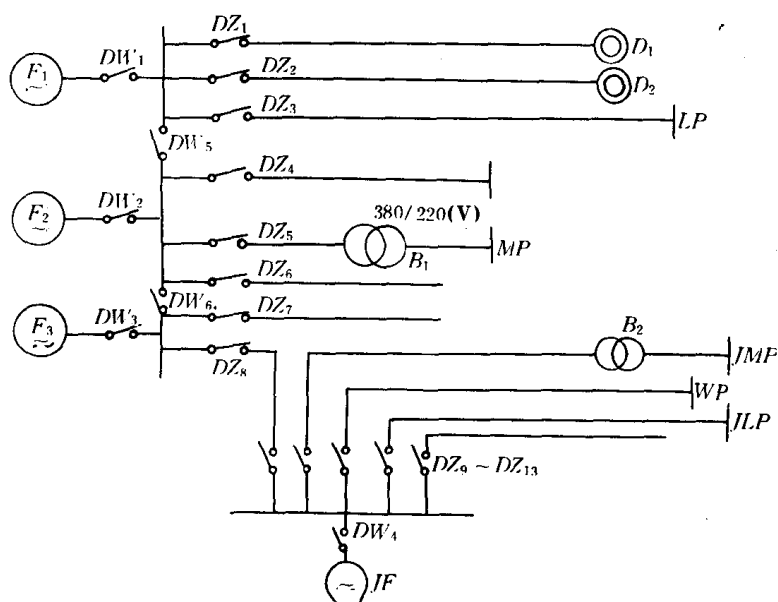 F₁
~
DW₁
DZ₁
D₁
DZ₂
D₂
DZ₃
LP
DW₅
DZ₄
F₂
~
DW₂
380/220(V)
DZ₅
B₁
MP
DZ₆
F₃
~
DW₃
DW₆
DZ₇
B₂
JMP
DZ₈
WP
JLP
DZ₉ ~ DZ₁₃
DW₄
~
JF